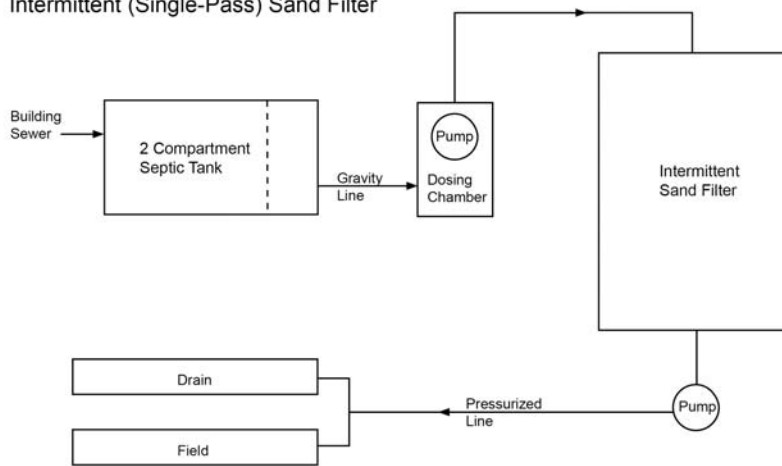 Intermittent (Single-Pass) Sand Filter
Building
Sewer
2 Compartment
Septic Tank
Gravity
Line
Pump
Dosing
Chamber
Intermittent
Sand Filter
Pump
Pressurized
Line
Drain
Field